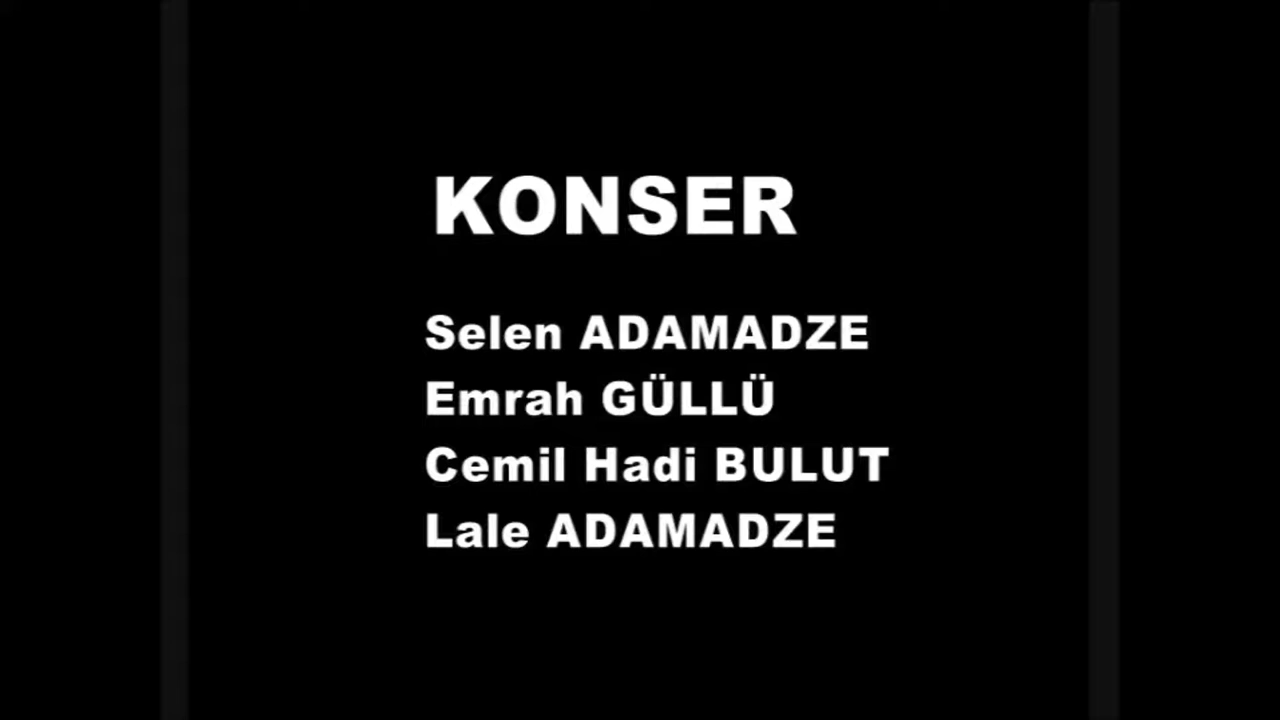 KONSER
Selen ADAMADZE
Emrah GÜLLÜ
Cemil Hadi BULUT
Lale ADAMADZE